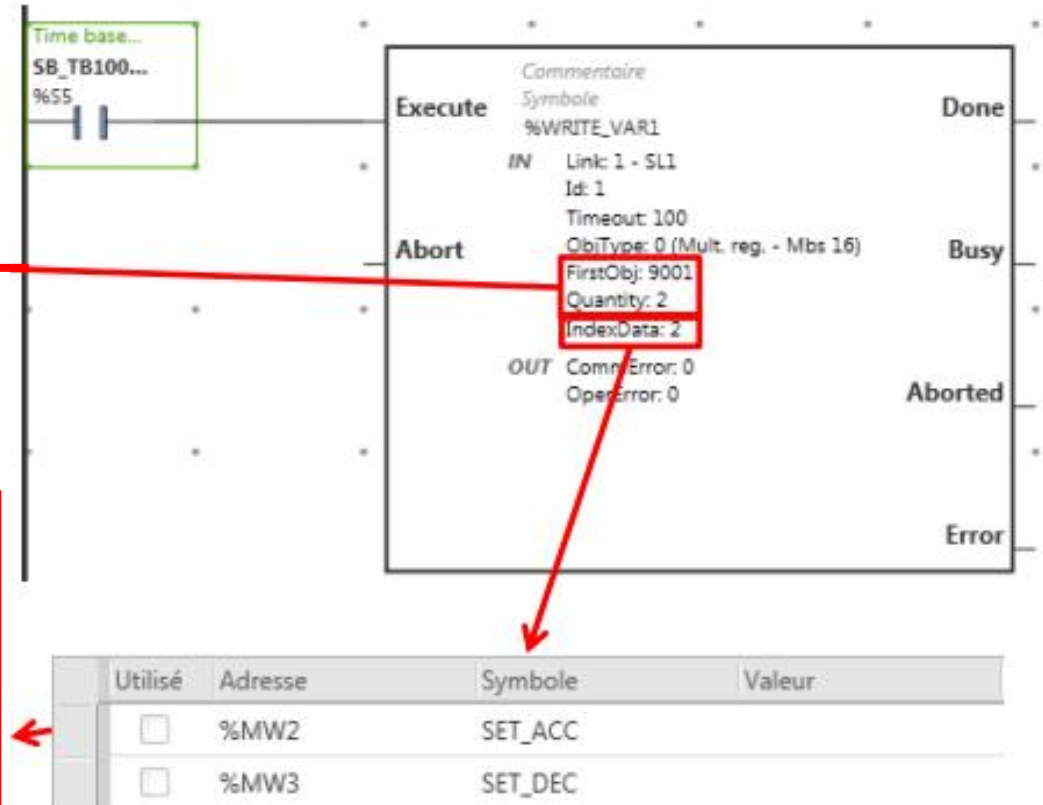 Time base...
SB_TB100...
%S5
Commentaire
Symbole
%WRITE_VAR1
Execute
Done
IN Link: 1 - SL1
Id: 1
Timeout: 100
ObjType: 0 (Mult. reg. - Mbs 16)
Abort
Busy
FirstObj: 9001
Quantity: 2
IndexData: 2
OUT CommError: 0
OperError: 0
Aborted
Error
Utilisé Adresse Symbole Valeur
%MW2 SET_ACC
%MW3 SET_DEC